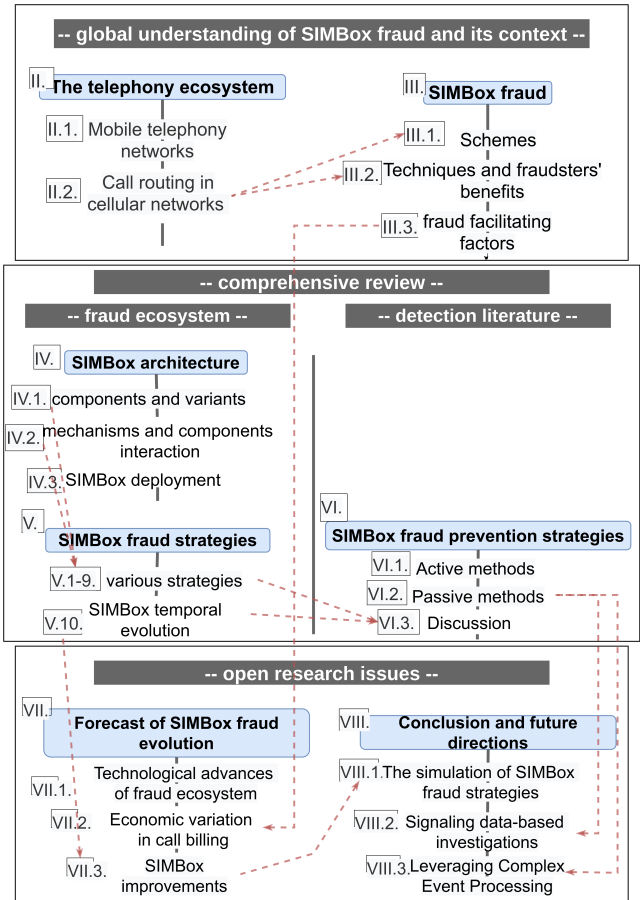 -- global understanding of SIMBox fraud and its context --
II.
The telephony ecosystem
II.1.
Mobile telephony
networks
II.2.
Call routing in
cellular networks
III.
SIMBox fraud
III.1.
Schemes
III.2.
Techniques and fraudsters'
benefits
III.3.
fraud facilitating
factors
-- comprehensive review --
-- fraud ecosystem --
IV.
SIMBox architecture
IV.1.
components and variants
IV.2.
mechanisms and components
interaction
IV.3.
SIMBox deployment
V.
SIMBox fraud strategies
V.1-9.
various strategies
V.10.
SIMBox temporal
evolution
-- detection literature --
VI.
SIMBox fraud prevention strategies
VI.1.
Active methods
VI.2.
Passive methods
VI.3.
Discussion
-- open research issues --
VII.
Forecast of SIMBox fraud
evolution
VII.1.
Technological advances
of fraud ecosystem
VII.2.
Economic variation
in call billing
VII.3.
SIMBox
improvements
VIII.
Conclusion and future
directions
VIII.1.
The simulation of SIMBox
fraud strategies
VIII.2.
Signaling data-based
investigations
VIII.3.
Leveraging Complex
Event Processing